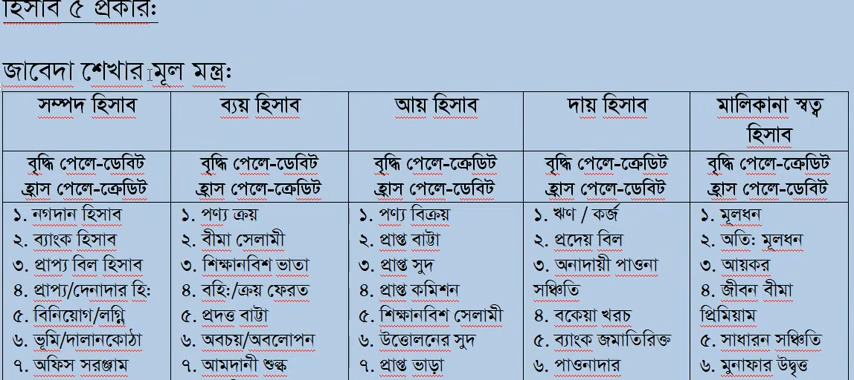 হিসাব ৫ প্রকার:
জাবেদা শেখার মূল মন্ত্র:
সম্পদ হিসাব
ব্যয় হিসাব
আয় হিসাব
দায় হিসাব
মালিকানা স্বত্ব
হিসাব
বৃদ্ধি পেলে-ডেবিট
হ্রাস পেলে-ক্রেডিট
বৃদ্ধি পেলে-ডেবিট
হ্রাস পেলে-ক্রেডিট
বৃদ্ধি পেলে-ক্রেডিট
হ্রাস পেলে-ডেবিট
বৃদ্ধি পেলে-ক্রেডিট
হ্রাস পেলে-ডেবিট
বৃদ্ধি পেলে-ক্রেডিট
হ্রাস পেলে-ডেবিট
১. নগদান হিসাব
২. ব্যাংক হিসাব
৩. প্রাপ্য বিল হিসাব
৪. প্রাপ্য/দেনাদার হি:
৫. বিনিয়োগ/লগ্নি
৬. ভূমি/দালানকোঠা
৭. অফিস সরঞ্জাম
১. পণ্য ক্রয়
২. বীমা সেলামী
৩. শিক্ষানবিশ ভাতা
৪. বহি:/ক্রয় ফেরত
৫. প্রদত্ত বাট্টা
৬. অবচয়/অবলোপন
৭. আমদানী শুল্ক
১. পণ্য বিক্রয়
২. প্রাপ্ত বাট্টা
৩. প্রাপ্ত সুদ
৪. প্রাপ্ত কমিশন
৫. শিক্ষানবিশ সেলামী
৬. উত্তোলনের সুদ
৭. প্রাপ্ত ভাড়া
১. ঋণ / কর্জ
২. প্রদেয় বিল
৩. অনাদায়ী পাওনা
সঞ্চিতি
৪. বকেয়া খরচ
৫. ব্যাংক জমাতিরিক্ত
৬. পাওনাদার
১. মূলধন
২. অতি: মূলধন
৩. আয়কর
৪. জীবন বীমা
প্রিমিয়াম
৫. সাধারন সঞ্চিতি
৬. মুনাফার উদ্বৃত্ত